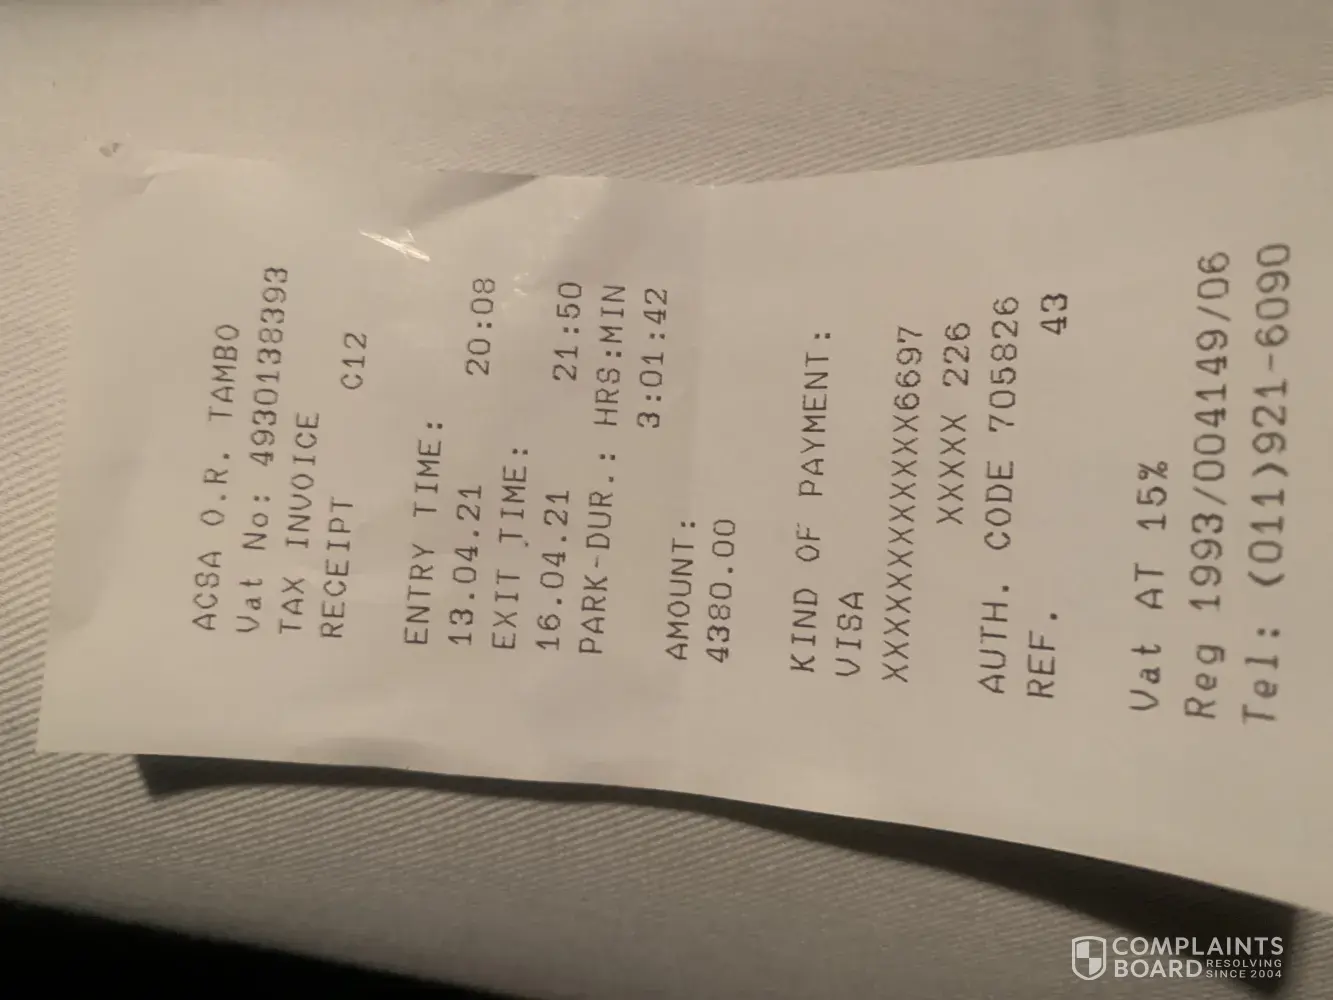 ACSA O.R. TAMBO
Vat No: 4930138393
TAX INVOICE
RECEIPT C12
ENTRY TIME:
13.04.21 20:08
EXIT TIME:
16.04.21 21:50
PARK-DUR.: HRS:MIN
3:01:42
AMOUNT:
4380.00
KIND OF PAYMENT:
VISA
XXXXXXXXXXXXXXX6697
XXXXX 226
AUTH. CODE 705826
REF. 43
Vat AT 15%
Reg 1993/004149/06
Tel: (011)921-6090
COMPLAINTS
BOARD RESOLVING
SINCE 2004